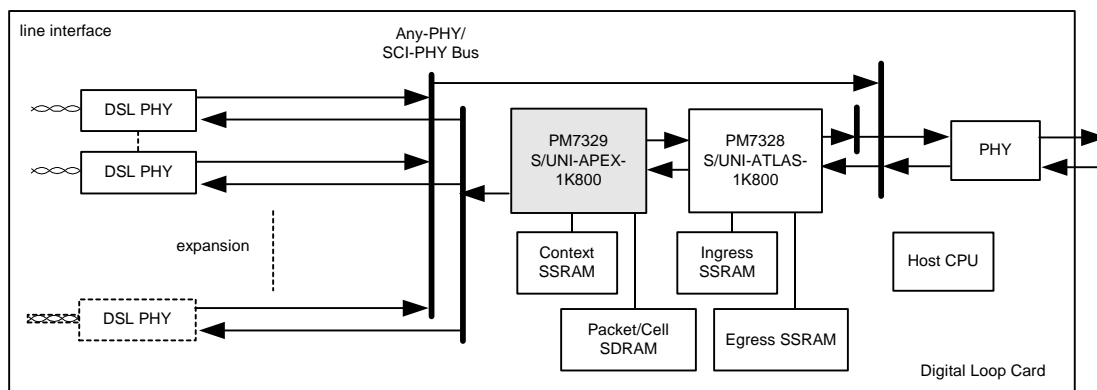 line interface
Any-PHY/
SCI-PHY Bus
DSL PHY
DSL PHY
expansion
DSL PHY
PM7329
S/UNI-APEX-
1K800
PM7328
S/UNI-ATLAS-
1K800
PHY
Context
SSRAM
Ingress
SSRAM
Host CPU
Packet/Cell
SDRAM
Egress SSRAM
Digital Loop Card